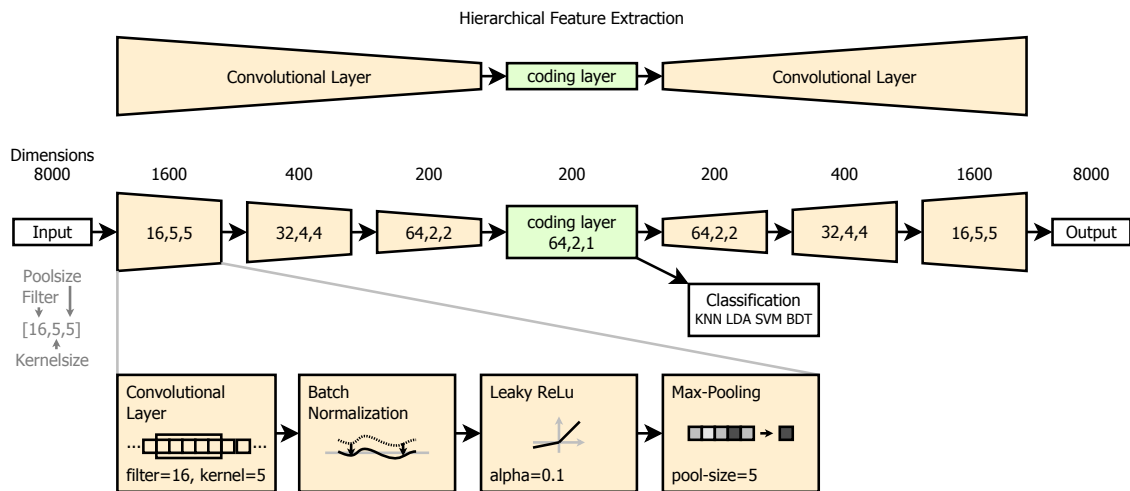 Hierarchical Feature Extraction
Convolutional Layer
coding layer
Convolutional Layer
Dimensions
8000 1600 400 200 200 200 400 1600 8000
Input
16,5,5
32,4,4
64,2,2
coding layer
64,2,1
64,2,2
32,4,4
16,5,5
Output
Poolsize
Filter
[16,5,5]
Kernelsize
Classification
KNN LDA SVM BDT
Convolutional
Layer
... ...
filter=16, kernel=5
Batch
Normalization
Leaky ReLu
alpha=0.1
Max-Pooling
pool-size=5